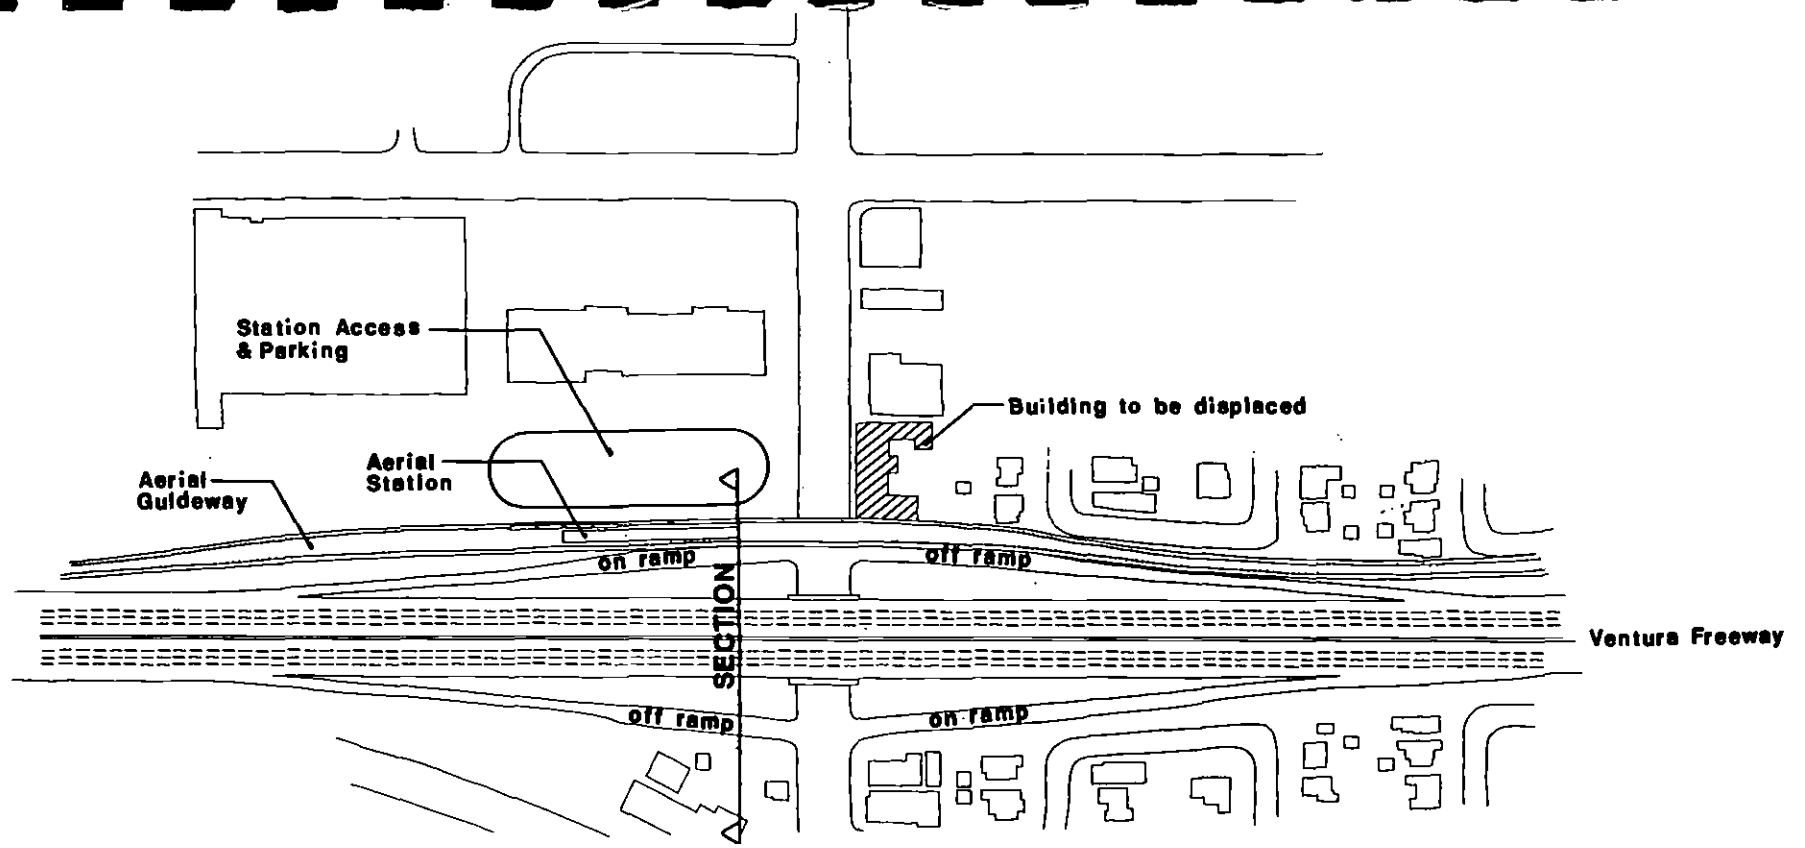 Station Access
& Parking
Building to be displaced
Aerial
Station
Aerial
Guideway
on ramp
off ramp
SECTION
Ventura Freeway
off ramp
on ramp